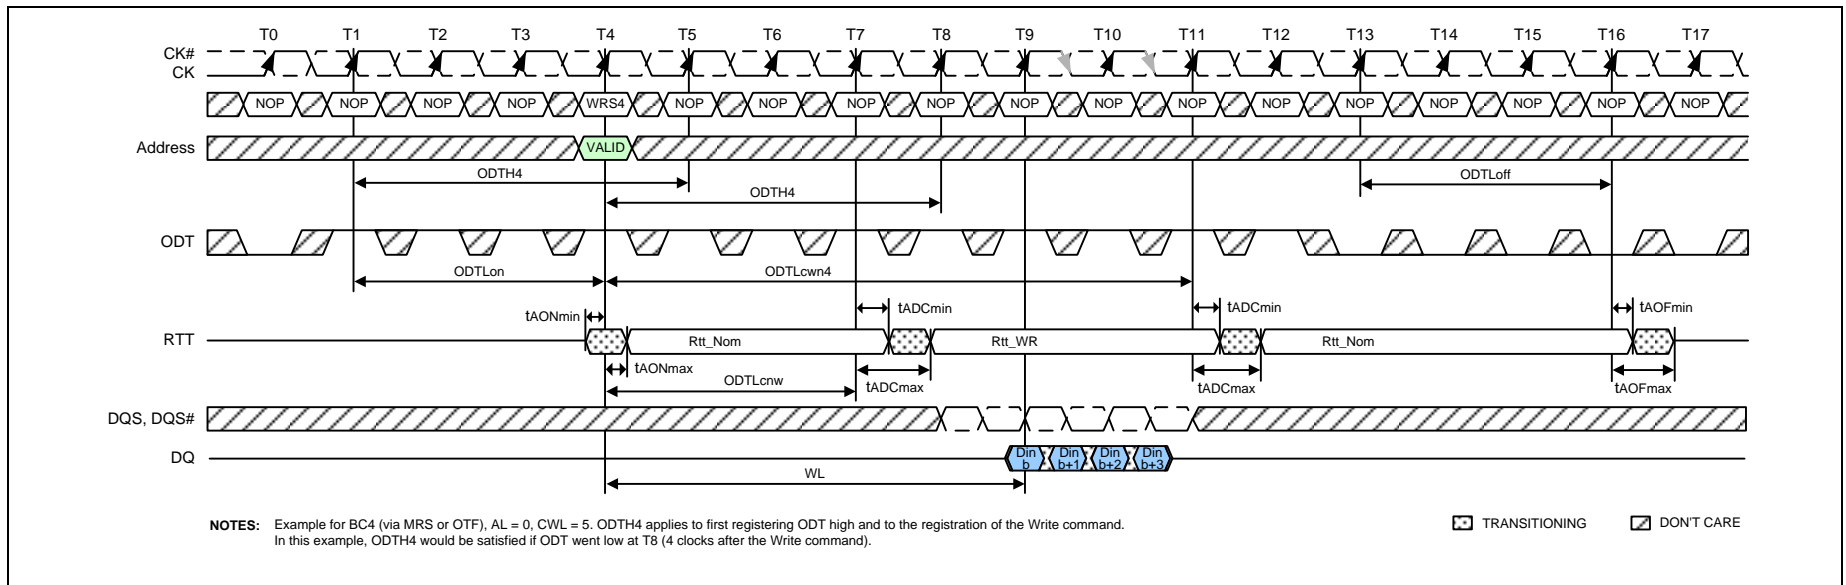 T0 T1 T2 T3 T4 T5 T6 T7 T8 T9 T10 T11 T12 T13 T14 T15 T16 T17
CK#
CK
NOP NOP NOP NOP WRS4 NOP NOP NOP NOP NOP NOP NOP NOP NOP NOP NOP NOP NOP
Address VALID
ODTH4 ODTLoff
ODTH4
ODT
ODTLon ODTLcwn4
tAONmin tADCmin tADCmin tAOFmin
RTT Rtt_Nom Rtt_WR Rtt_Nom
tAONmax ODTLcnw tADCmax tADCmax tAOFmax
DQS, DQS#
DQ Din b Din b+1 Din b+2 Din b+3
WL
NOTES: Example for BC4 (via MRS or OTF), AL = 0, CWL = 5. ODTH4 applies to first registering ODT high and to the registration of the Write command.
In this example, ODTH4 would be satisfied if ODT went low at T8 (4 clocks after the Write command).
TRANSITIONING DON'T CARE